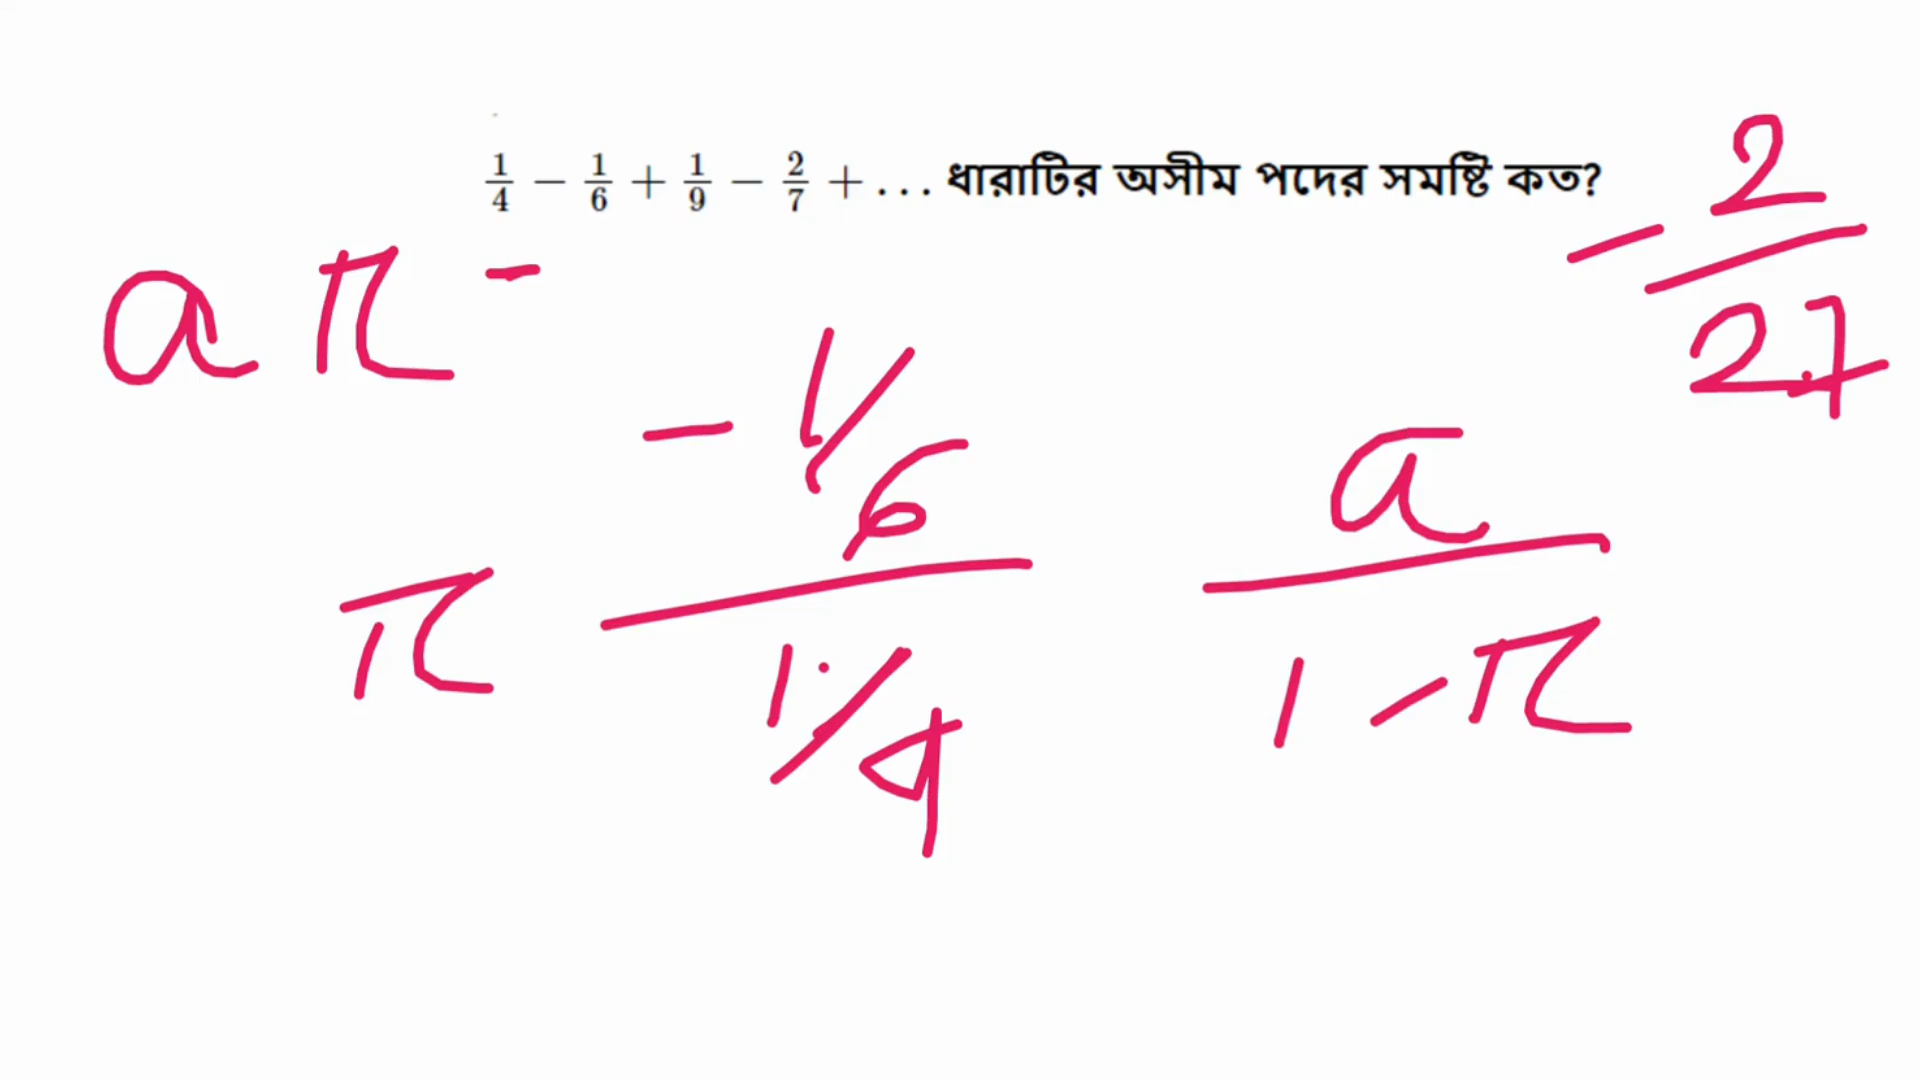 1/4 − 1/6 + 1/9 − 2/7 + ... ধারাটির অসীম পদের সমষ্টি কত?
− 2/27
a r −
r (− 1/6)/(1/4)
a/(1 − r)